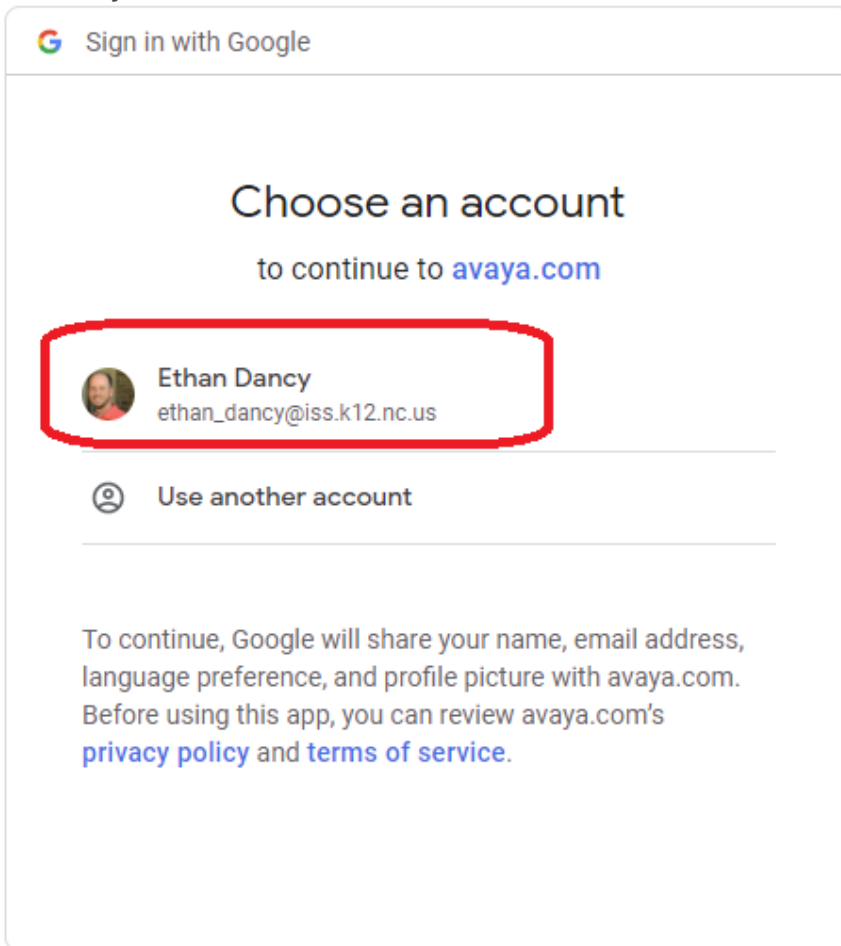 Sign in with Google
Choose an account
to continue to avaya.com
Ethan Dancy
ethan_dancy@iss.k12.nc.us
Use another account
To continue, Google will share your name, email address,
language preference, and profile picture with avaya.com.
Before using this app, you can review avaya.com's
privacy policy and terms of service.